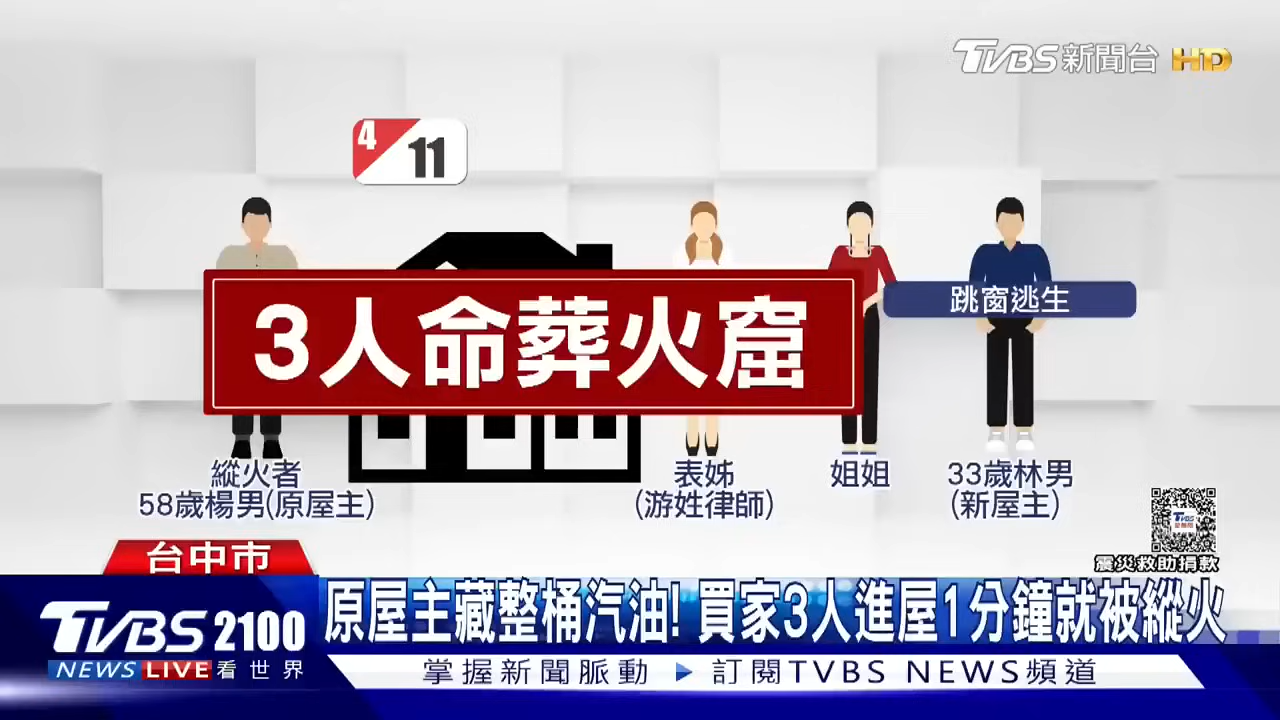 TVBS新聞台 HD
4 11
3人命葬火窟
跳窗逃生
縱火者
58歲楊男(原屋主)
表姊
(游姓律師)
姐姐
33歲林男
(新屋主)
TVBS
震災救助捐款
台中市
原屋主藏整桶汽油! 買家3人進屋1分鐘就被縱火
TVBS 2100
NEWS LIVE 看世界
掌握新聞脈動 ▶ 訂閱TVBS NEWS頻道